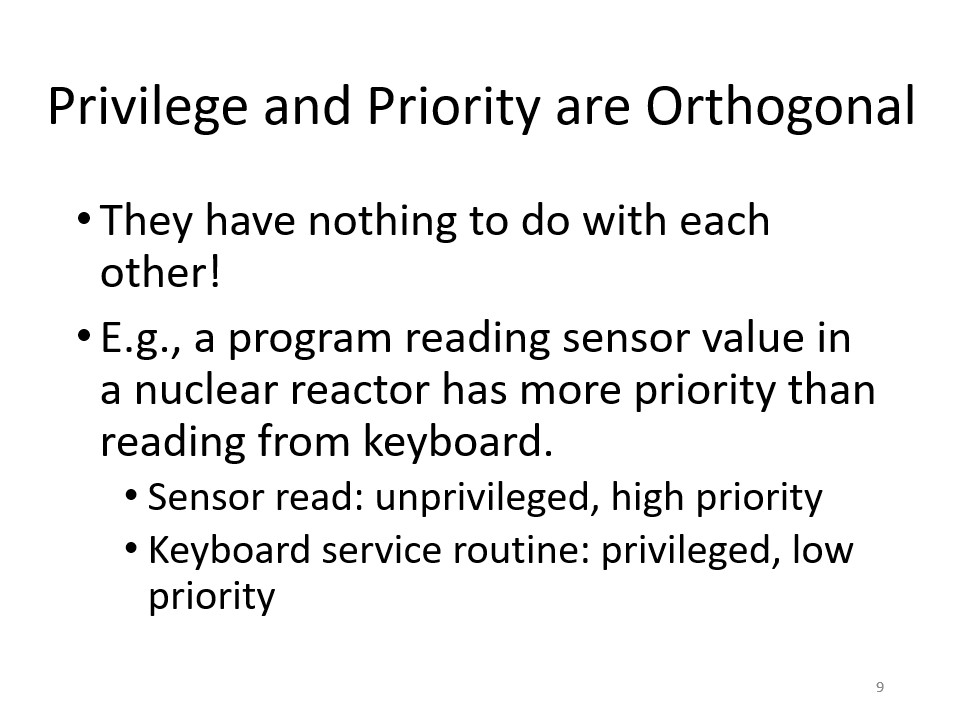 Privilege and Priority are Orthogonal
• They have nothing to do with each
other!
• E.g., a program reading sensor value in
a nuclear reactor has more priority than
reading from keyboard.
• Sensor read: unprivileged, high priority
• Keyboard service routine: privileged, low
priority
9